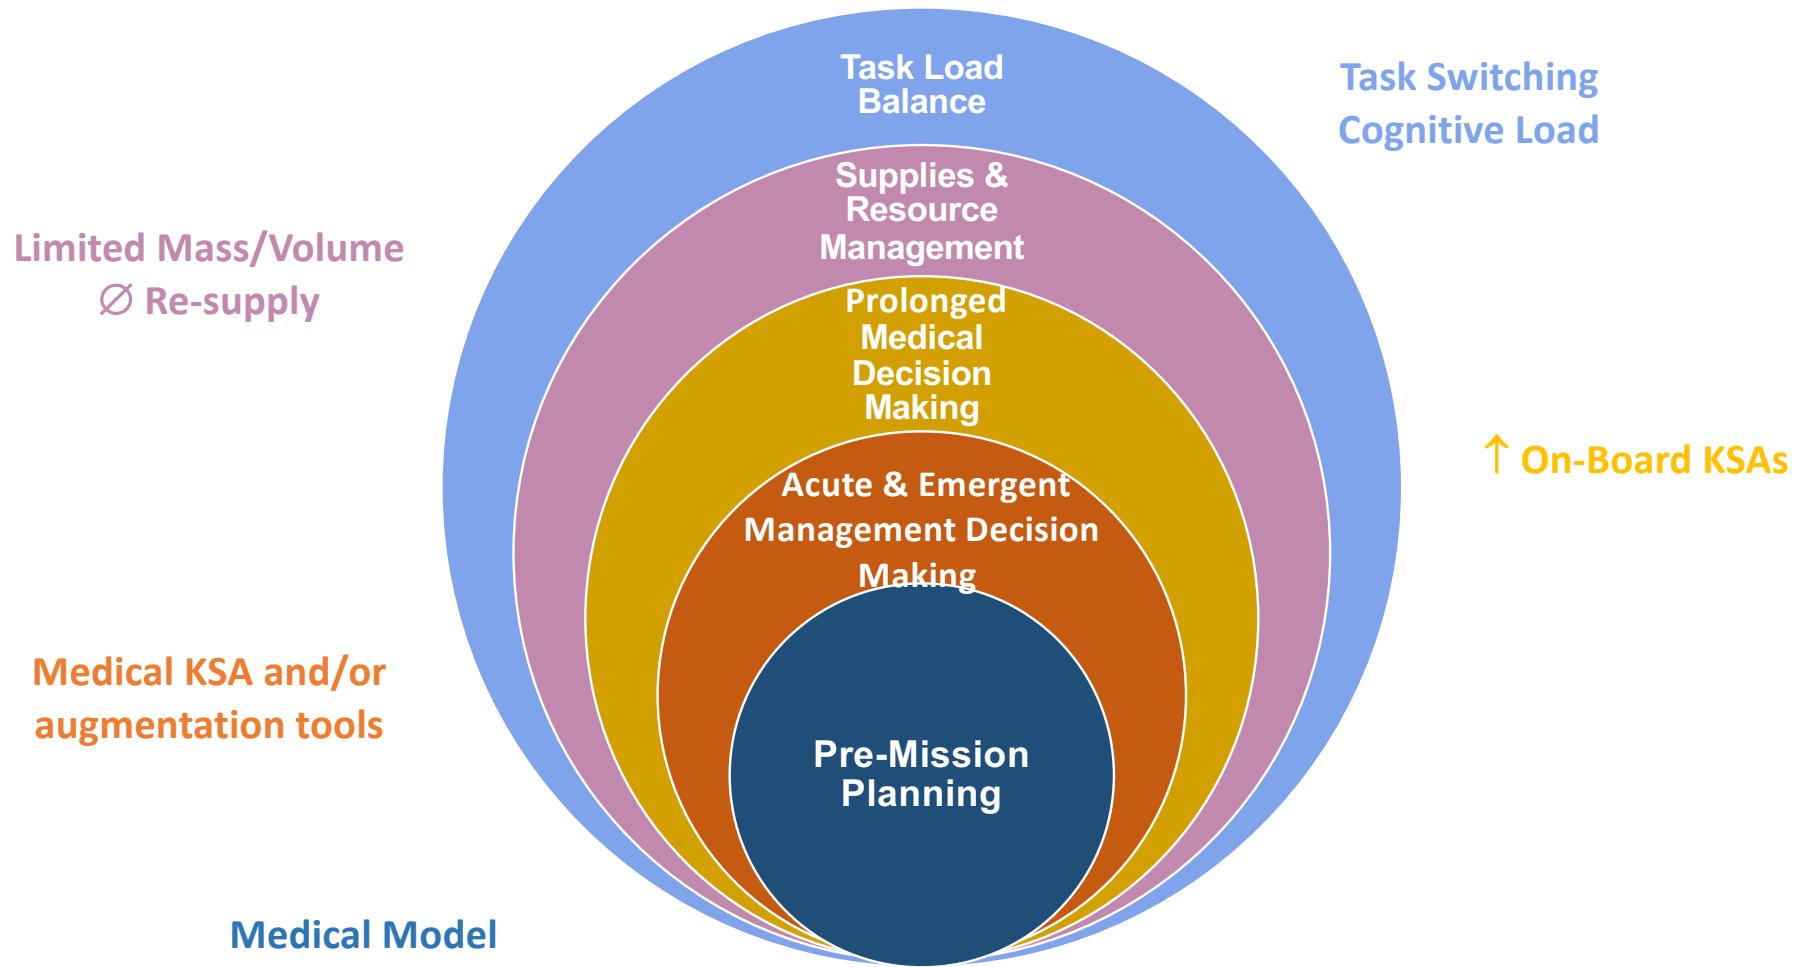 Task Load
Balance
Task Switching
Cognitive Load
Supplies &
Resource
Management
Limited Mass/Volume
∅ Re-supply
Prolonged
Medical
Decision
Making
↑ On-Board KSAs
Acute & Emergent
Management Decision
Making
Medical KSA and/or
augmentation tools
Pre-Mission
Planning
Medical Model